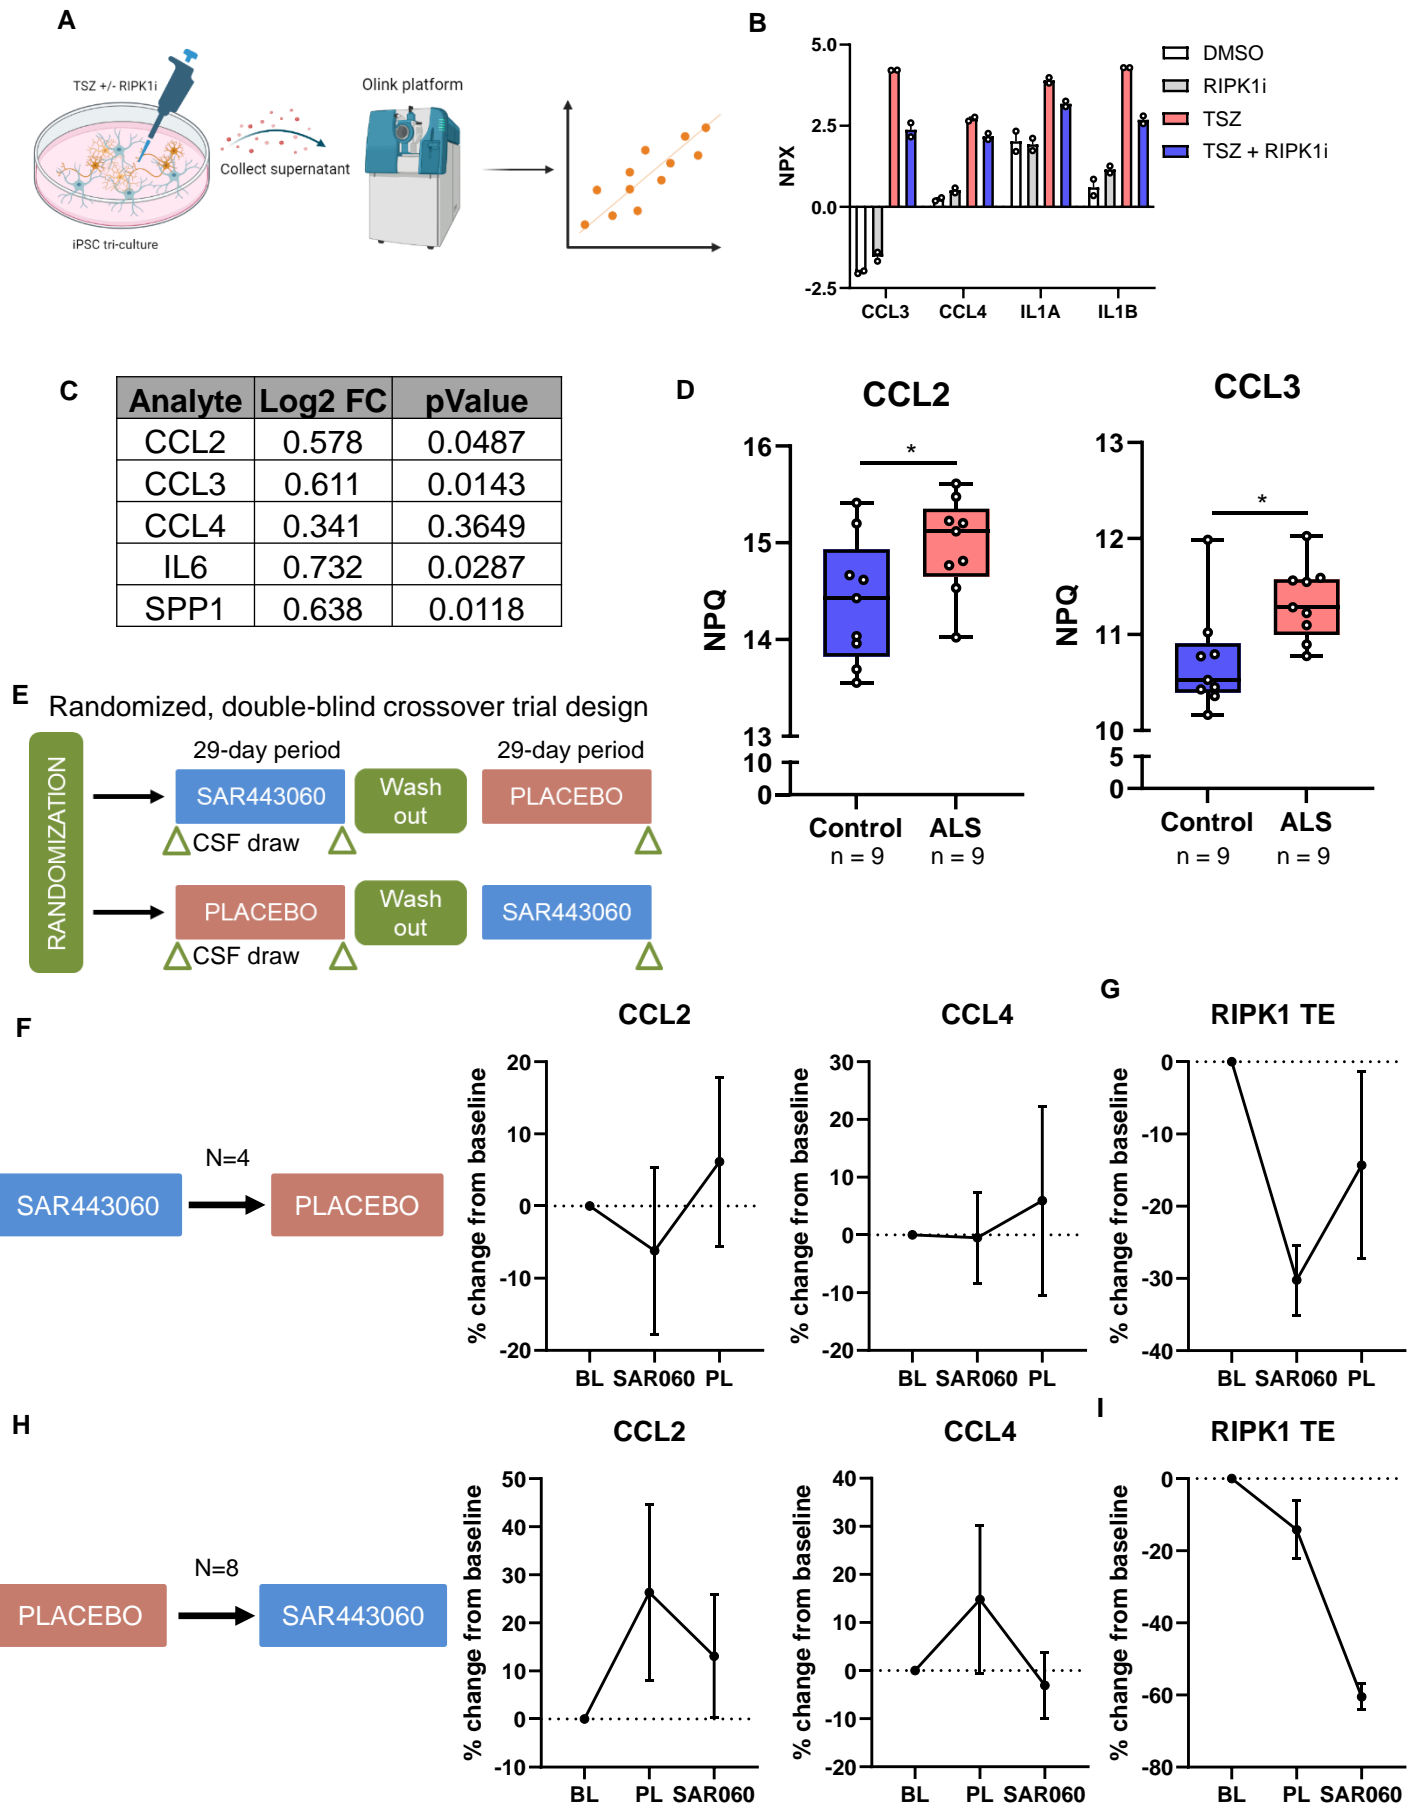 A
TSZ +/- RIPK1i
iPSC tri-culture
Collect supernatant
Olink platform
B
NPX
5.0
2.5
0.0
-2.5
CCL3 CCL4 IL1A IL1B
DMSO
RIPK1i
TSZ
TSZ + RIPK1i
C
Analyte Log2 FC pValue
CCL2 0.578 0.0487
CCL3 0.611 0.0143
CCL4 0.341 0.3649
IL6 0.732 0.0287
SPP1 0.638 0.0118
D
CCL2
NPQ
16
15
14
13
10
0
*
Control ALS
n = 9 n = 9
CCL3
NPQ
13
12
11
10
5
0
*
Control ALS
n = 9 n = 9
E
Randomized, double-blind crossover trial design
RANDOMIZATION
29-day period 29-day period
SAR443060 Wash out PLACEBO
CSF draw
PLACEBO Wash out SAR443060
CSF draw
F
SAR443060 N=4 PLACEBO
CCL2
% change from baseline
20
10
0
-10
-20
BL SAR060 PL
CCL4
% change from baseline
30
20
10
0
-10
-20
BL SAR060 PL
G
RIPK1 TE
% change from baseline
0
-10
-20
-30
-40
BL SAR060 PL
H
PLACEBO N=8 SAR443060
CCL2
% change from baseline
50
40
30
20
10
0
-10
BL PL SAR060
CCL4
% change from baseline
40
30
20
10
0
-10
-20
BL PL SAR060
I
RIPK1 TE
% change from baseline
0
-20
-40
-60
-80
BL PL SAR060